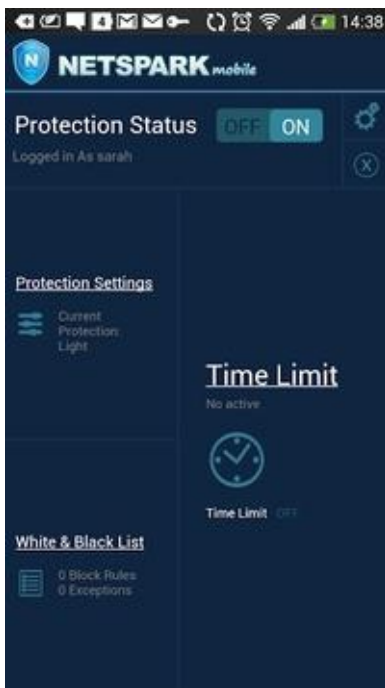 14:38
N NETSPARK mobile
Protection Status OFF ON
Logged in As sarah
X
Protection Settings
Current
Protection:
Light
Time Limit
No active
Time Limit OFF
White & Black List
0 Block Rules
0 Exceptions